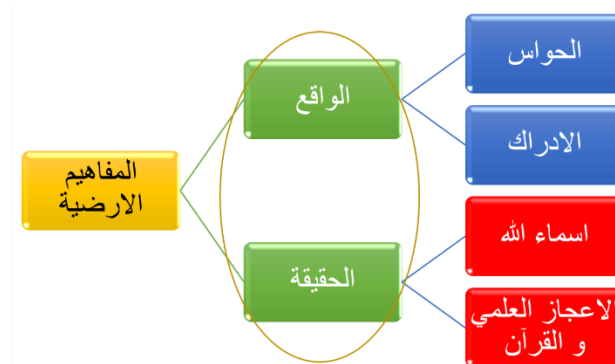 المفاهيم
الارضية
الواقع
الحواس
الادراك
الحقيقة
اسماء الله
الاعجاز العلمي
و القرآن